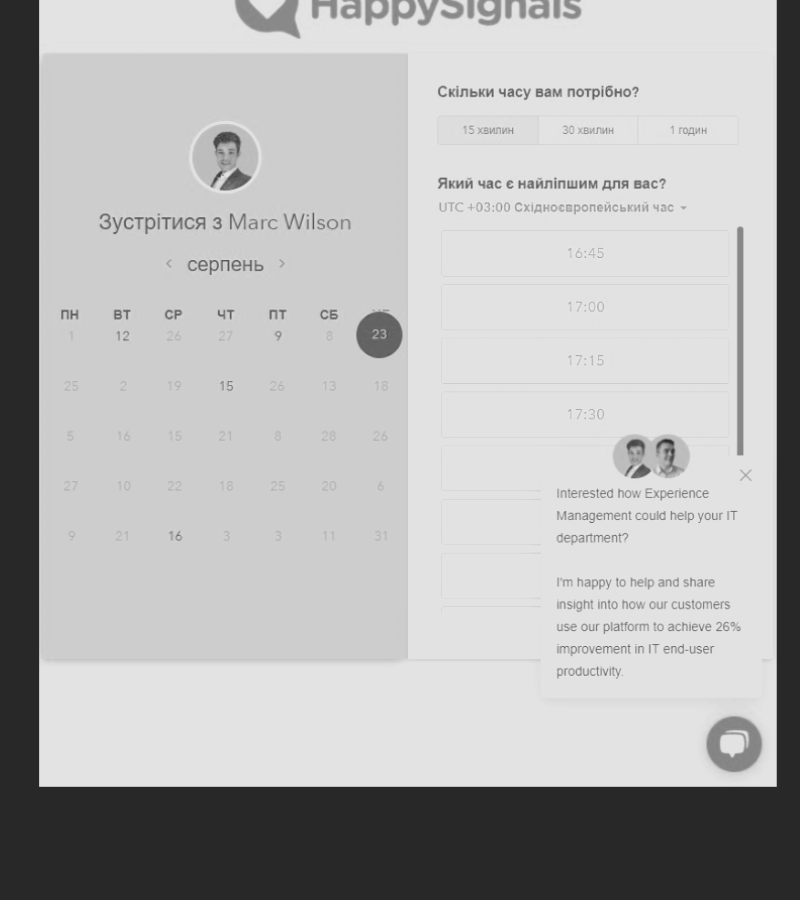 HappySignals
Зустрітися з Marc Wilson
серпень
ПН ВТ СР ЧТ ПТ СБ
1 12 26 27 9 8 23
25 2 19 15 26 13 18
5 16 15 21 8 28 26
27 10 22 18 25 20 6
9 21 16 3 3 11 31
Скільки часу вам потрібно?
15 хвилин 30 хвилин 1 годин
Який час є найліпшим для вас?
UTC +03:00 Східноєвропейський час
16:45
17:00
17:15
17:30
Interested how Experience
Management could help your IT
department?
I'm happy to help and share
insight into how our customers
use our platform to achieve 26%
improvement in IT end-user
productivity.